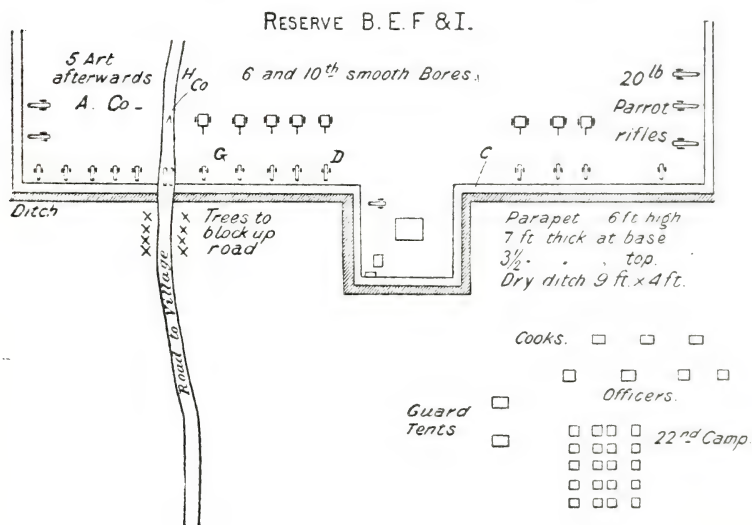 RESERVE B. E. F & I.
5 Art
afterwards
A. Co-
H
Co
6 and 10th smooth Bores.
20 lb
Parrot
rifles
G
D
C
Ditch
Trees to
block up
road
Parapet 6 ft high
7 ft thick at base
3½ " " top.
Dry ditch 9 ft. x 4 ft.
Road to Village
Cooks.
Officers.
Guard
Tents
22nd Camp